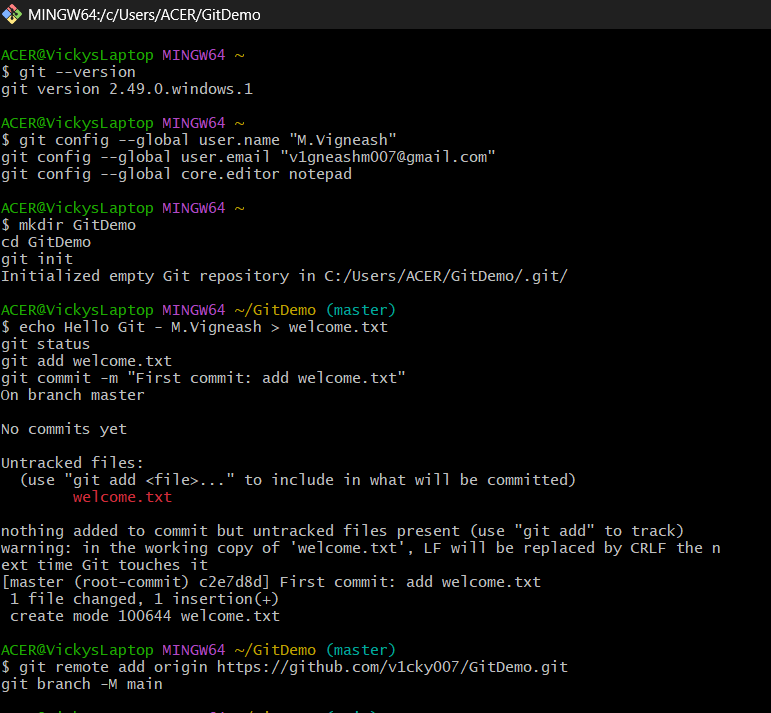 MINGW64:/c/Users/ACER/GitDemo
ACER@VickysLaptop MINGW64 ~
$ git --version
git version 2.49.0.windows.1
ACER@VickysLaptop MINGW64 ~
$ git config --global user.name "M.Vigneash"
git config --global user.email "v1gneashm007@gmail.com"
git config --global core.editor notepad
ACER@VickysLaptop MINGW64 ~
$ mkdir GitDemo
cd GitDemo
git init
Initialized empty Git repository in C:/Users/ACER/GitDemo/.git/
ACER@VickysLaptop MINGW64 ~/GitDemo (master)
$ echo Hello Git - M.Vigneash > welcome.txt
git status
git add welcome.txt
git commit -m "First commit: add welcome.txt"
On branch master
No commits yet
Untracked files:
  (use "git add <file>..." to include in what will be committed)
        welcome.txt
nothing added to commit but untracked files present (use "git add" to track)
warning: in the working copy of 'welcome.txt', LF will be replaced by CRLF the n
ext time Git touches it
[master (root-commit) c2e7d8d] First commit: add welcome.txt
 1 file changed, 1 insertion(+)
 create mode 100644 welcome.txt
ACER@VickysLaptop MINGW64 ~/GitDemo (master)
$ git remote add origin https://github.com/v1cky007/GitDemo.git
git branch -M main